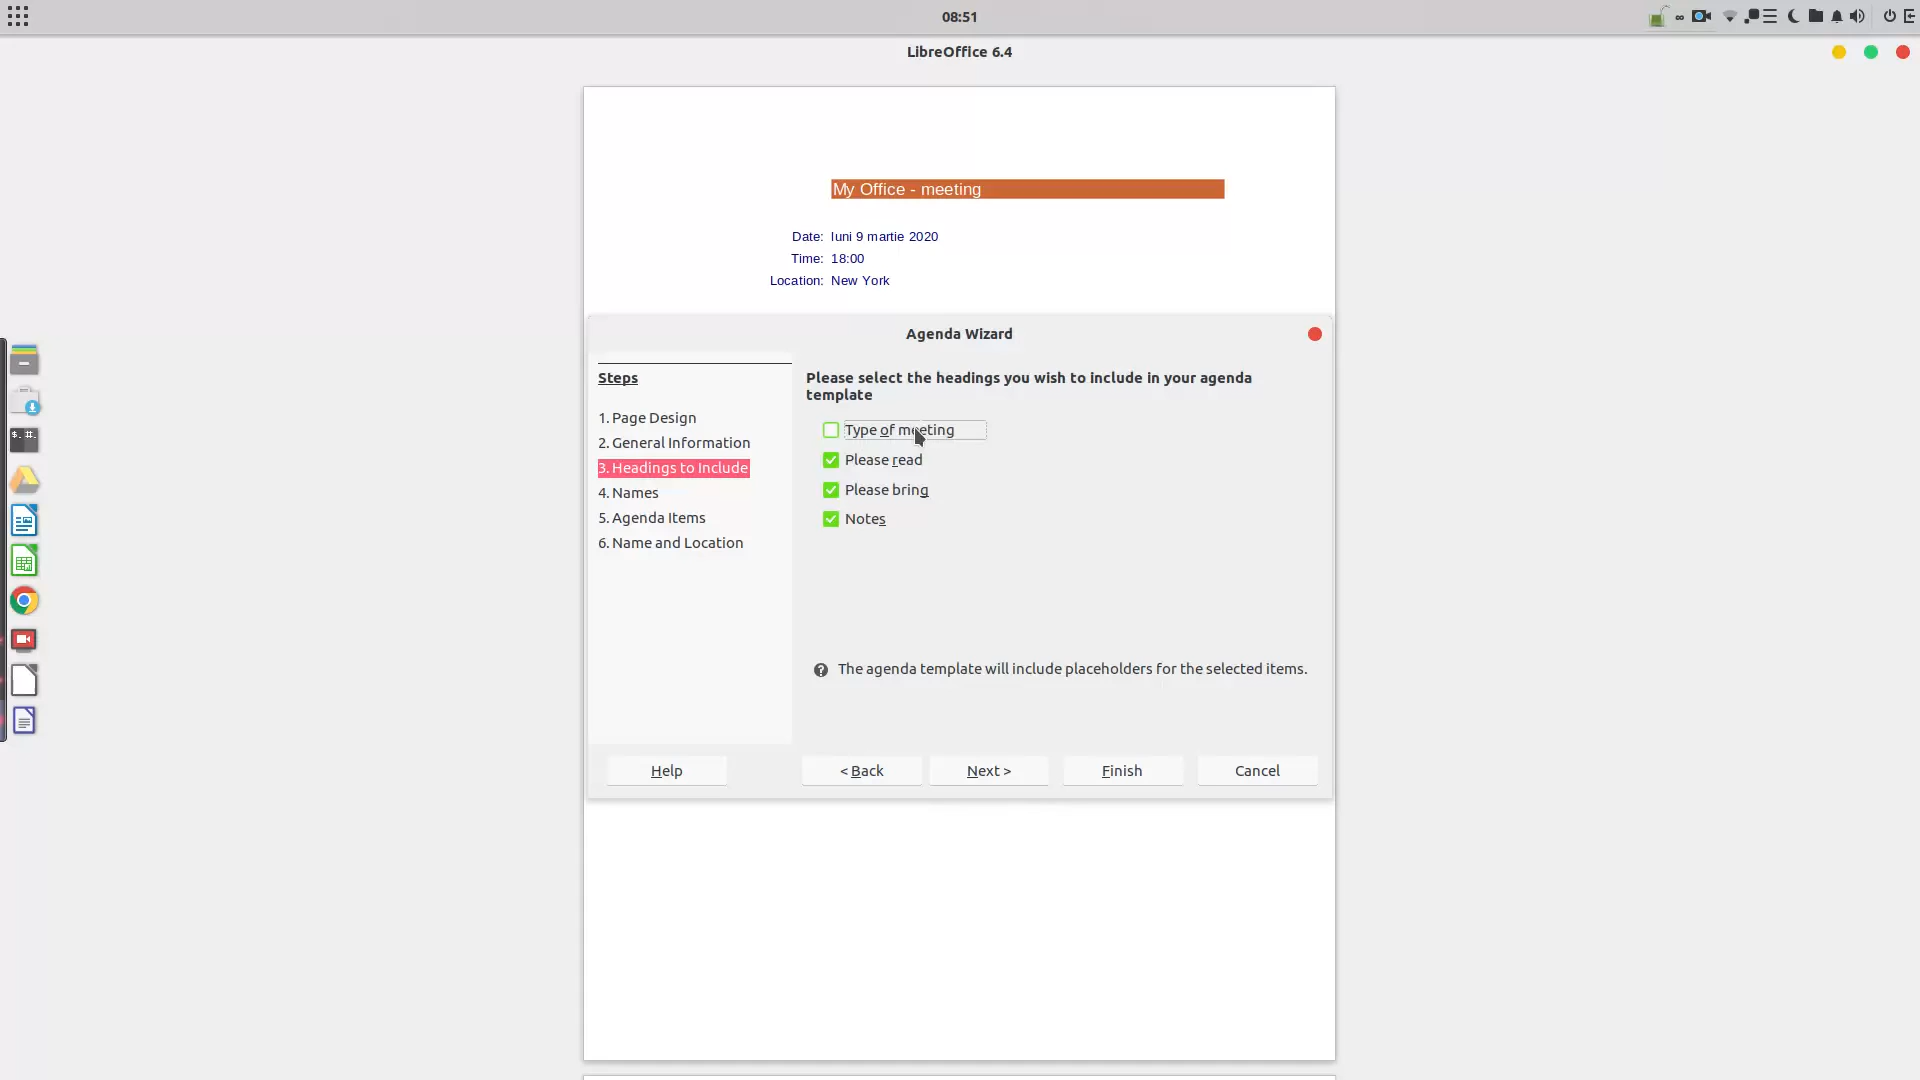 08:51
LibreOffice 6.4
My Office - meeting
Date: luni 9 martie 2020
Time: 18:00
Location: New York
Agenda Wizard
Steps
1. Page Design
2. General Information
3. Headings to Include
4. Names
5. Agenda Items
6. Name and Location
Please select the headings you wish to include in your agenda
template
Type of meeting
Please read
Please bring
Notes
The agenda template will include placeholders for the selected items.
Help
< Back
Next >
Finish
Cancel